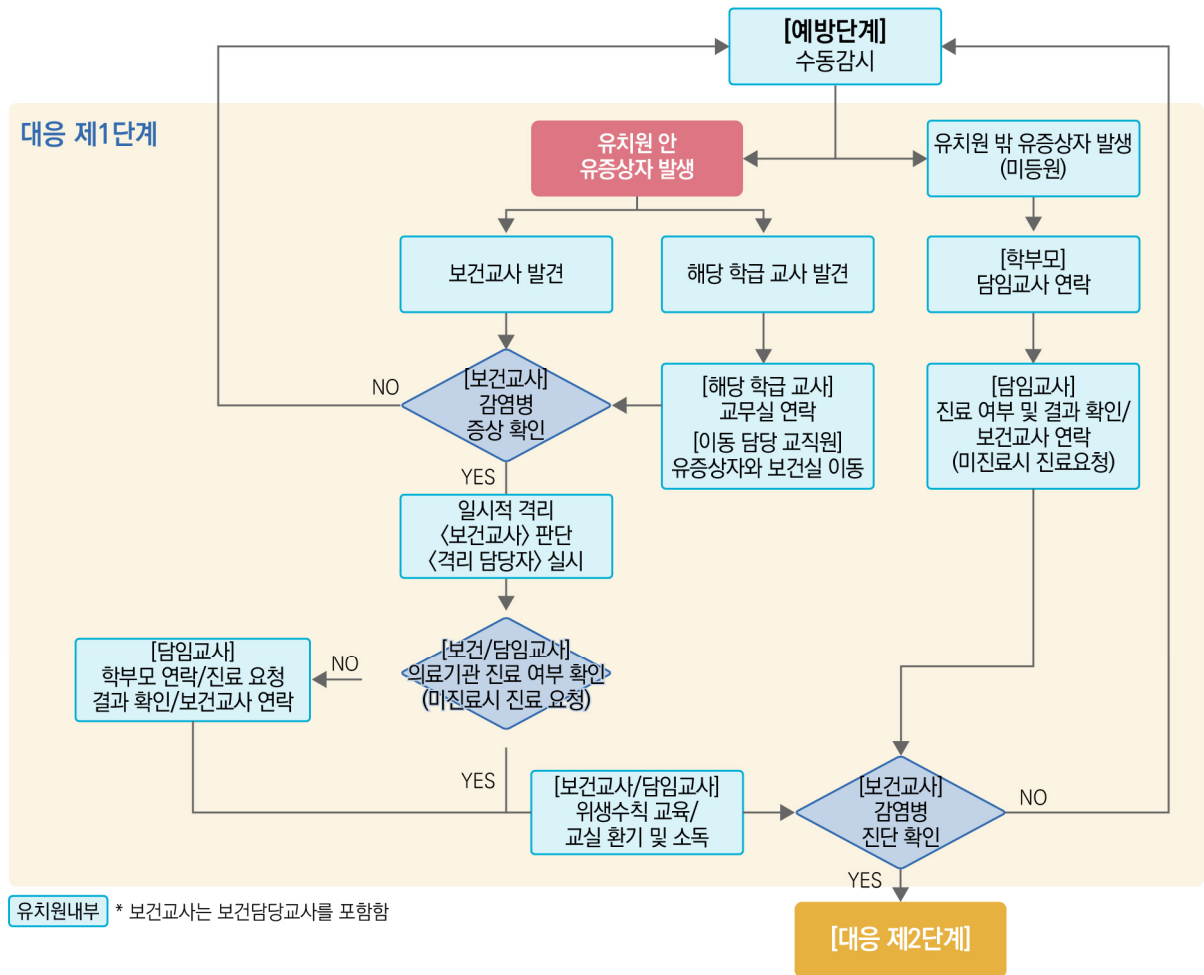 [예방단계]
수동감시
대응 제1단계
유치원 안
유증상자 발생
유치원 밖 유증상자 발생
(미등원)
보건교사 발견
해당 학급 교사 발견
[학부모]
담임교사 연락
NO
[보건교사]
감염병
증상 확인
[해당 학급 교사]
교무실 연락
[이동 담당 교직원]
유증상자와 보건실 이동
[담임교사]
진료 여부 및 결과 확인/
보건교사 연락
(미진료시 진료요청)
YES
일시적 격리
〈보건교사〉 판단
〈격리 담당자〉 실시
[담임교사]
학부모 연락/진료 요청
결과 확인/보건교사 연락
NO
[보건/담임교사]
의료기관 진료 여부 확인
(미진료시 진료 요청)
YES
[보건교사/담임교사]
위생수칙 교육/
교실 환기 및 소독
[보건교사]
감염병
진단 확인
NO
YES
유치원내부
* 보건교사는 보건담당교사를 포함함
[대응 제2단계]